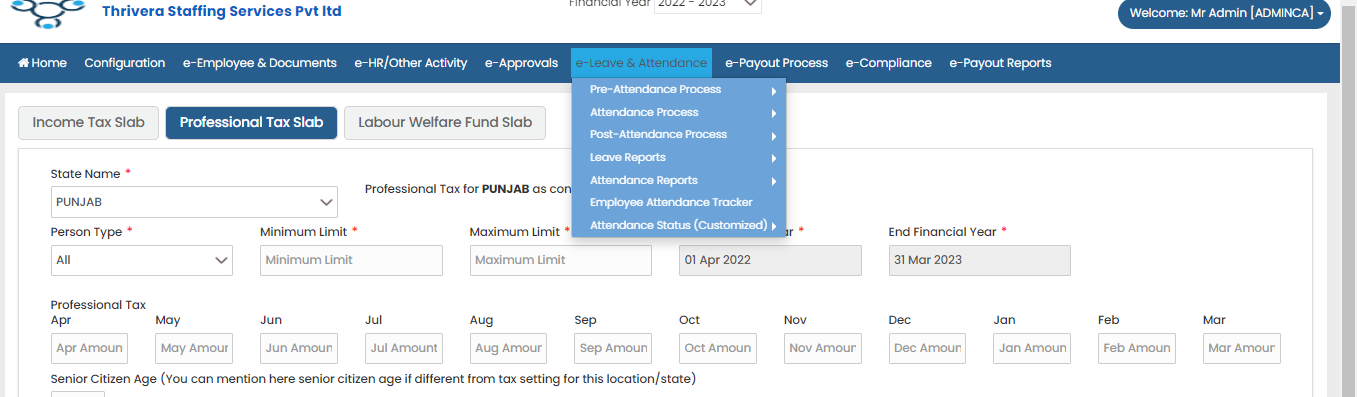 Thrivera Staffing Services Pvt ltd
Financial Year 2022 - 2023
Welcome: Mr Admin [ADMINCA]
Home Configuration e-Employee & Documents e-HR/Other Activity e-Approvals e-Leave & Attendance e-Payout Process e-Compliance e-Payout Reports
Pre-Attendance Process
Attendance Process
Post-Attendance Process
Leave Reports
Attendance Reports
Employee Attendance Tracker
Attendance Status (Customized)
Income Tax Slab Professional Tax Slab Labour Welfare Fund Slab
State Name *
PUNJAB
Professional Tax for PUNJAB as con
Person Type * Minimum Limit * Maximum Limit * ar * End Financial Year *
All Minimum Limit Maximum Limit 01 Apr 2022 31 Mar 2023
Professional Tax
Apr May Jun Jul Aug Sep Oct Nov Dec Jan Feb Mar
Apr Amoun May Amoun Jun Amoun Jul Amount Aug Amoun Sep Amoun Oct Amoun Nov Amoun Dec Amoun Jan Amoun Feb Amoun Mar Amoun
Senior Citizen Age (You can mention here senior citizen age if different from tax setting for this location/state)